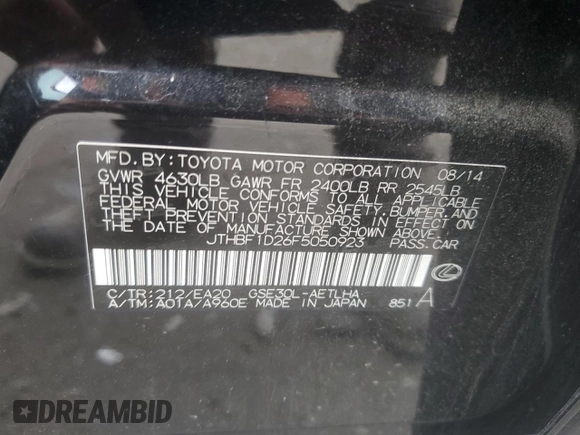 MFD. BY: TOYOTA MOTOR CORPORATION 08/14
GVWR 4630LB GAWR FR 2400LB RR 2545LB
THIS VEHICLE CONFORMS TO ALL APPLICABLE
FEDERAL MOTOR VEHICLE SAFETY, BUMPER, AND
THEFT PREVENTION STANDARDS IN EFFECT ON
THE DATE OF MANUFACTURE SHOWN ABOVE.
JTHBF1D26F5050923 PASS.CAR
C/TR:212/EA20 GSE30L-AETLHA
A/TM:A01A/A960E MADE IN JAPAN 851 A
DREAMBID